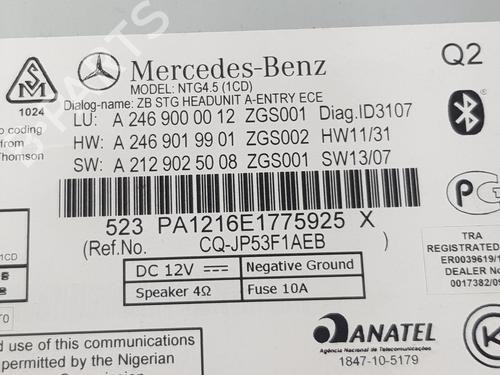 Mercedes-Benz
Q2
MODEL: NTG4.5 (1CD)
1024
Dialog-name: ZB STG HEADUNIT A-ENTRY ECE
LU: A 246 900 00 12 ZGS001 Diag.ID3107
HW: A 246 901 99 01 ZGS002 HW11/31
SW: A 212 902 50 08 ZGS001 SW13/07
o coding
from
Thomson
523 PA1216E1775925 X
(Ref.No. CQ-JP53F1AEB )
DC 12V Negative Ground
Speaker 4Ω Fuse 10A
TRA
REGISTERED
ER0039619/1
DEALER No
0017382/09
1CD
d use of this communications
permitted by the Nigerian
Commission
ANATEL
Agência Nacional de Telecomunicações
1847-10-5179